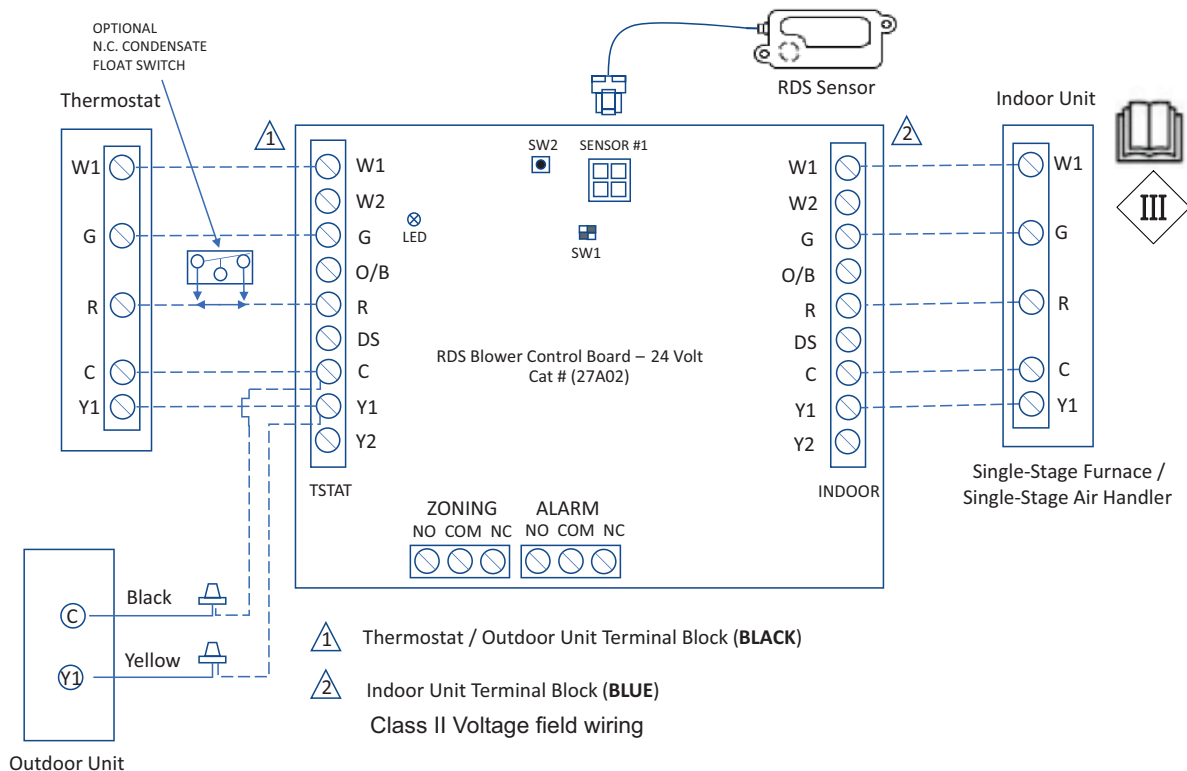 OPTIONAL
N.C. CONDENSATE
FLOAT SWITCH
Thermostat
W1
G
R
C
Y1
1
W1
W2
G
O/B
R
DS
C
Y1
Y2
TSTAT
LED
SW2
SENSOR #1
SW1
RDS Sensor
RDS Blower Control Board – 24 Volt
Cat # (27A02)
ZONING
NO COM NC
ALARM
NO COM NC
2
W1
W2
G
O/B
R
DS
C
Y1
Y2
INDOOR
Indoor Unit
W1
G
R
C
Y1
III
Single-Stage Furnace /
Single-Stage Air Handler
C
Black
Y1
Yellow
Outdoor Unit
1 Thermostat / Outdoor Unit Terminal Block (BLACK)
2 Indoor Unit Terminal Block (BLUE)
Class II Voltage field wiring